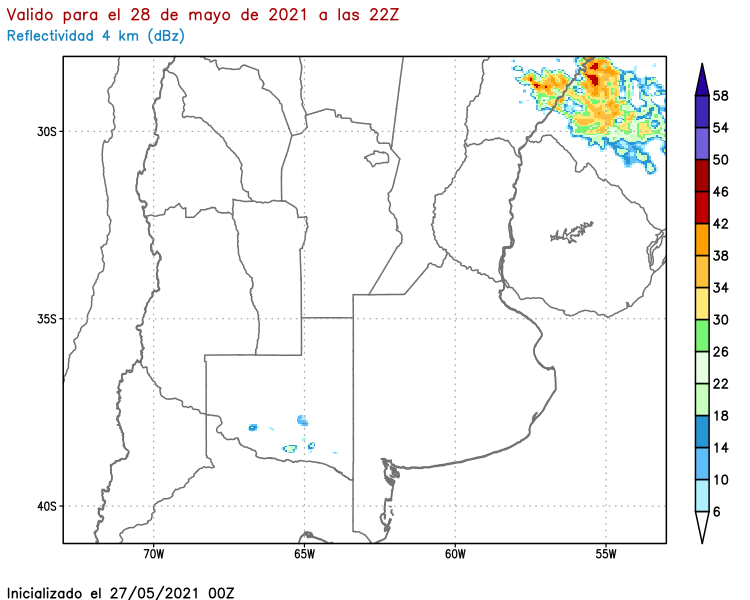 Valido para el 28 de mayo de 2021 a las 22Z
Reflectividad 4 km (dBz)
58
54
50
46
42
38
34
30
26
22
18
14
10
6
30S
35S
40S
70W 65W 60W 55W
Inicializado el 27/05/2021 00Z